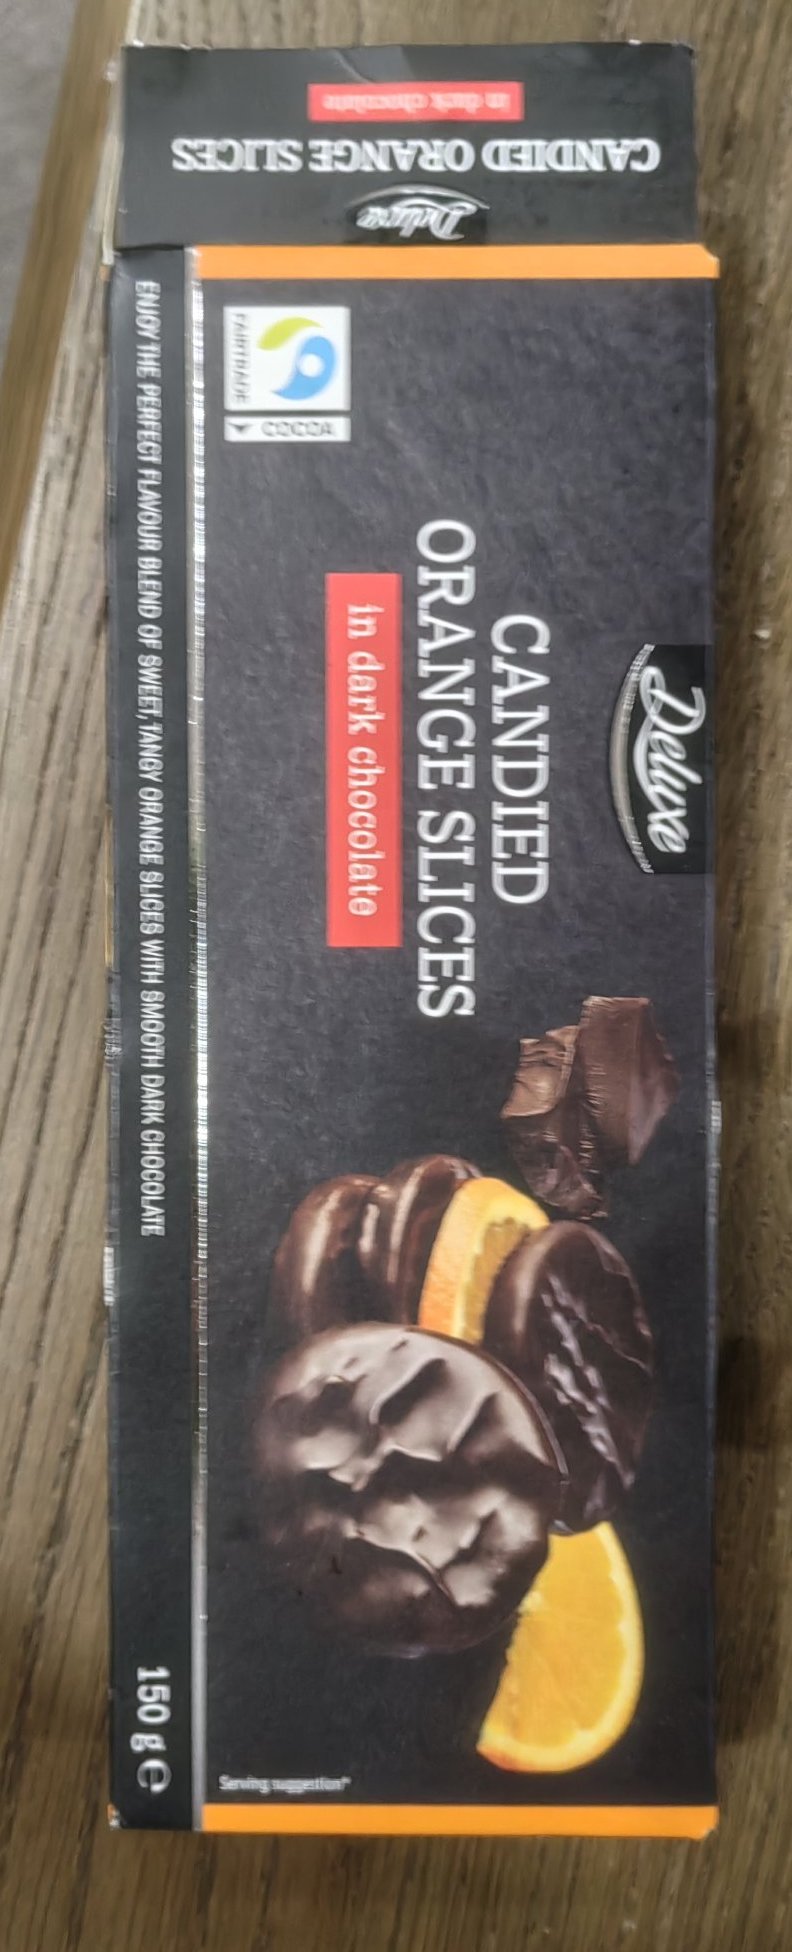 in dark chocolate
CANDIED ORANGE SLICES
Deluxe
Deluxe
CANDIED
ORANGE SLICES
in dark chocolate
FAIRTRADE
COCOA
Serving suggestion*
ENJOY THE PERFECT FLAVOUR BLEND OF SWEET, TANGY ORANGE SLICES WITH SMOOTH DARK CHOCOLATE
150 g e